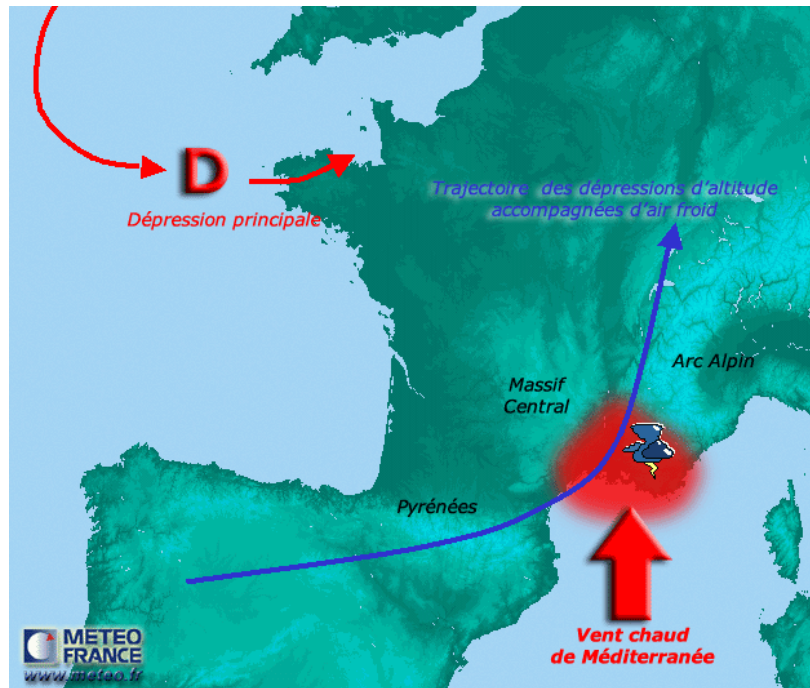 D
Dépression principale
Trajectoire des dépressions d'altitude
accompagnées d'air froid
Arc Alpin
Massif
Central
Pyrénées
Vent chaud
de Méditerranée
METEO
FRANCE
www.meteo.fr